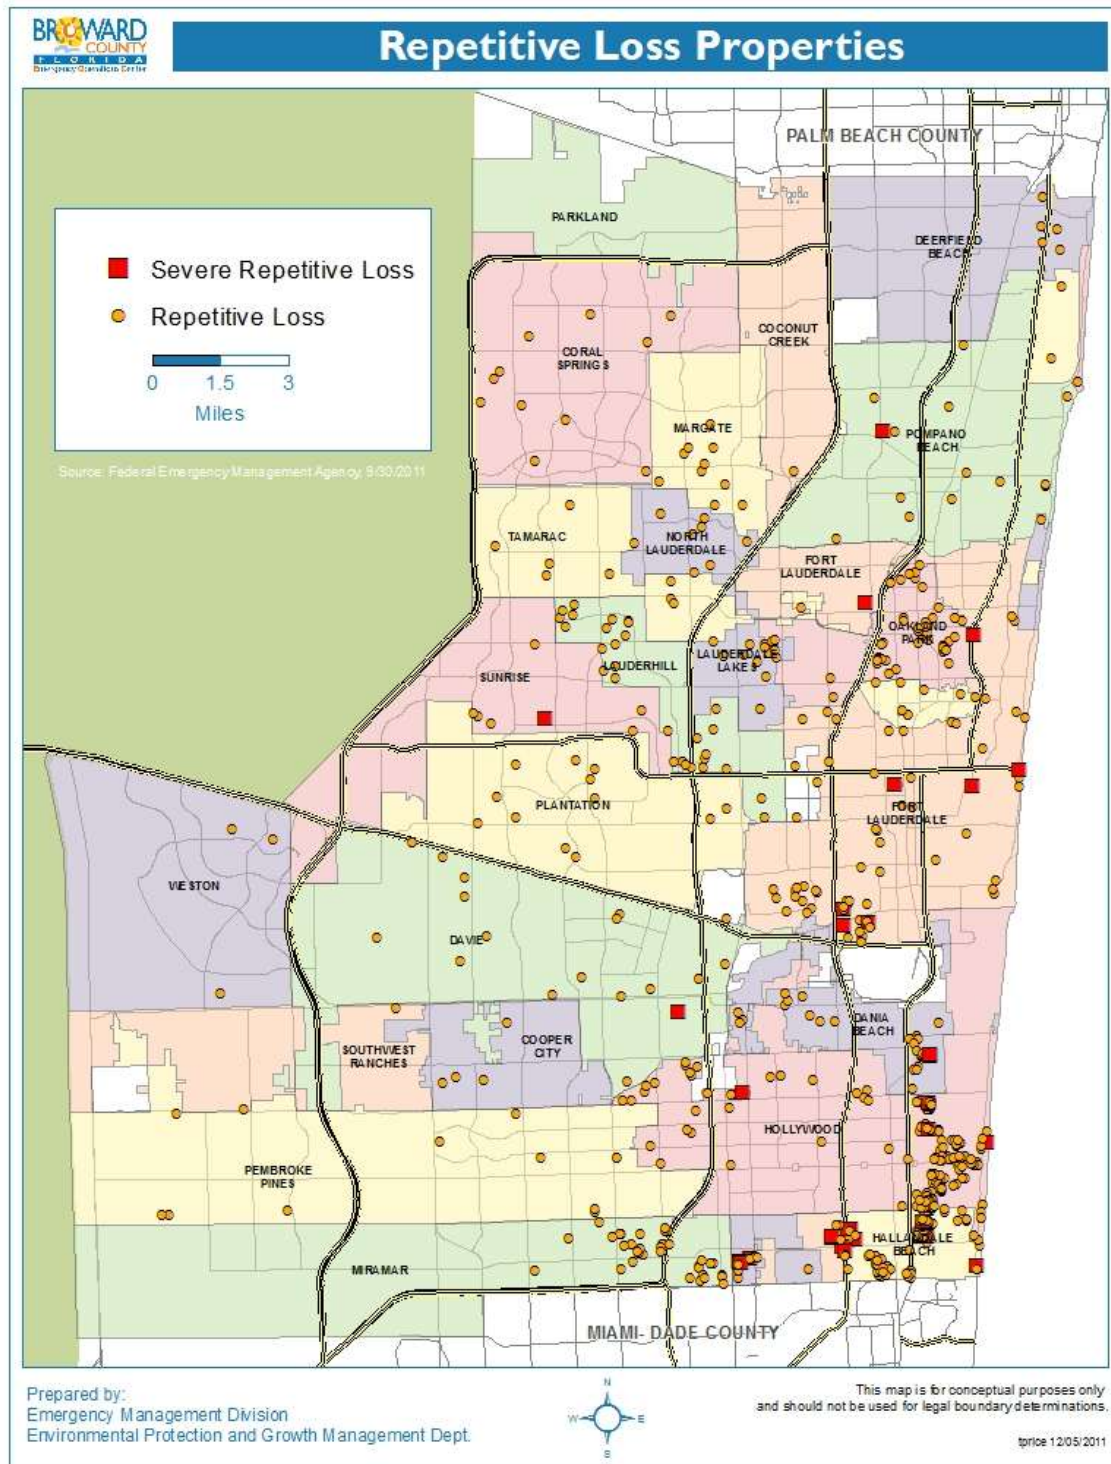 BROWARD
COUNTY
FLORIDA
Emergency Operations Center
Repetitive Loss Properties
PALM BEACH COUNTY
PARKLAND
DEERFIELD
BEACH
Severe Repetitive Loss
Repetitive Loss
0 1.5 3
Miles
Source: Federal Emergency Management Agency, 9/30/2011
COCONUT
CREEK
CORAL
SPRINGS
MARGATE
POMPANO
BEACH
TAMARAC
NORTH
LAUDERDALE
FORT
LAUDERDALE
OAKLAND
PARK
LAUDERDALE
LAKES
LAUDERHILL
SUNRISE
PLANTATION
FORT
LAUDERDALE
WESTON
DAVIE
DANIA
BEACH
COOPER
CITY
SOUTHWEST
RANCHES
HOLLYWOOD
PEMBROKE
PINES
HALLANDALE
BEACH
MIRAMAR
MIAMI- DADE COUNTY
Prepared by:
Emergency Management Division
Environmental Protection and Growth Management Dept.
N
W E
S
This map is for conceptual purposes only
and should not be used for legal boundary determinations.
tprice 12/05/2011